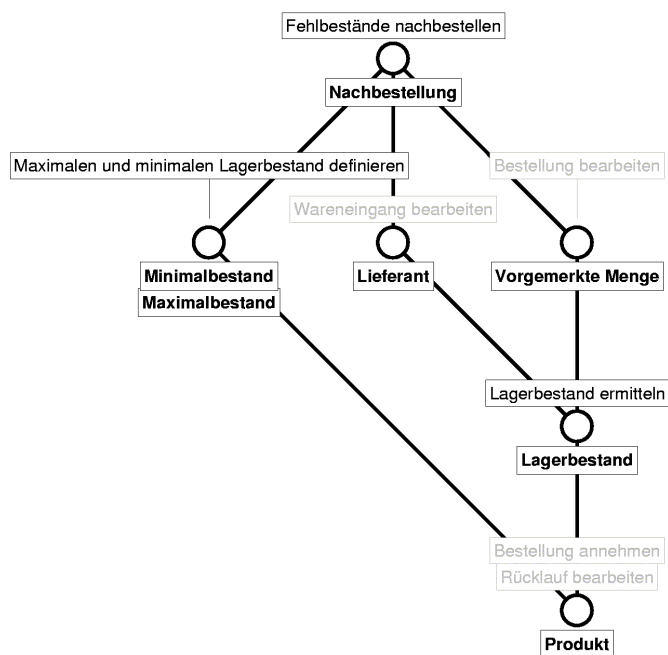 Fehlbestände nachbestellen
Nachbestellung
Maximalen und minimalen Lagerbestand definieren
Bestellung bearbeiten
Wareneingang bearbeiten
Minimalbestand
Maximalbestand
Lieferant
Vorgemerkte Menge
Lagerbestand ermitteln
Lagerbestand
Bestellung annehmen
Rücklauf bearbeiten
Produkt